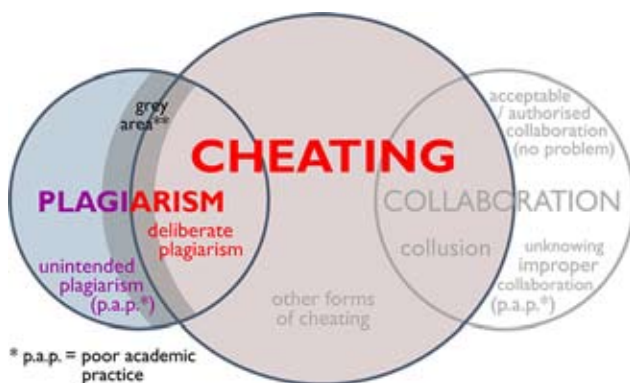 grey
area**
CHEATING
PLAGIARISM
deliberate
plagiarism
unintended
plagiarism
(p.a.p.*)
other forms
of cheating
acceptable
/ authorised
collaboration
(no problem)
COLLABORATION
collusion
unknowing
improper
collaboration
(p.a.p.*)
* p.a.p. = poor academic
practice